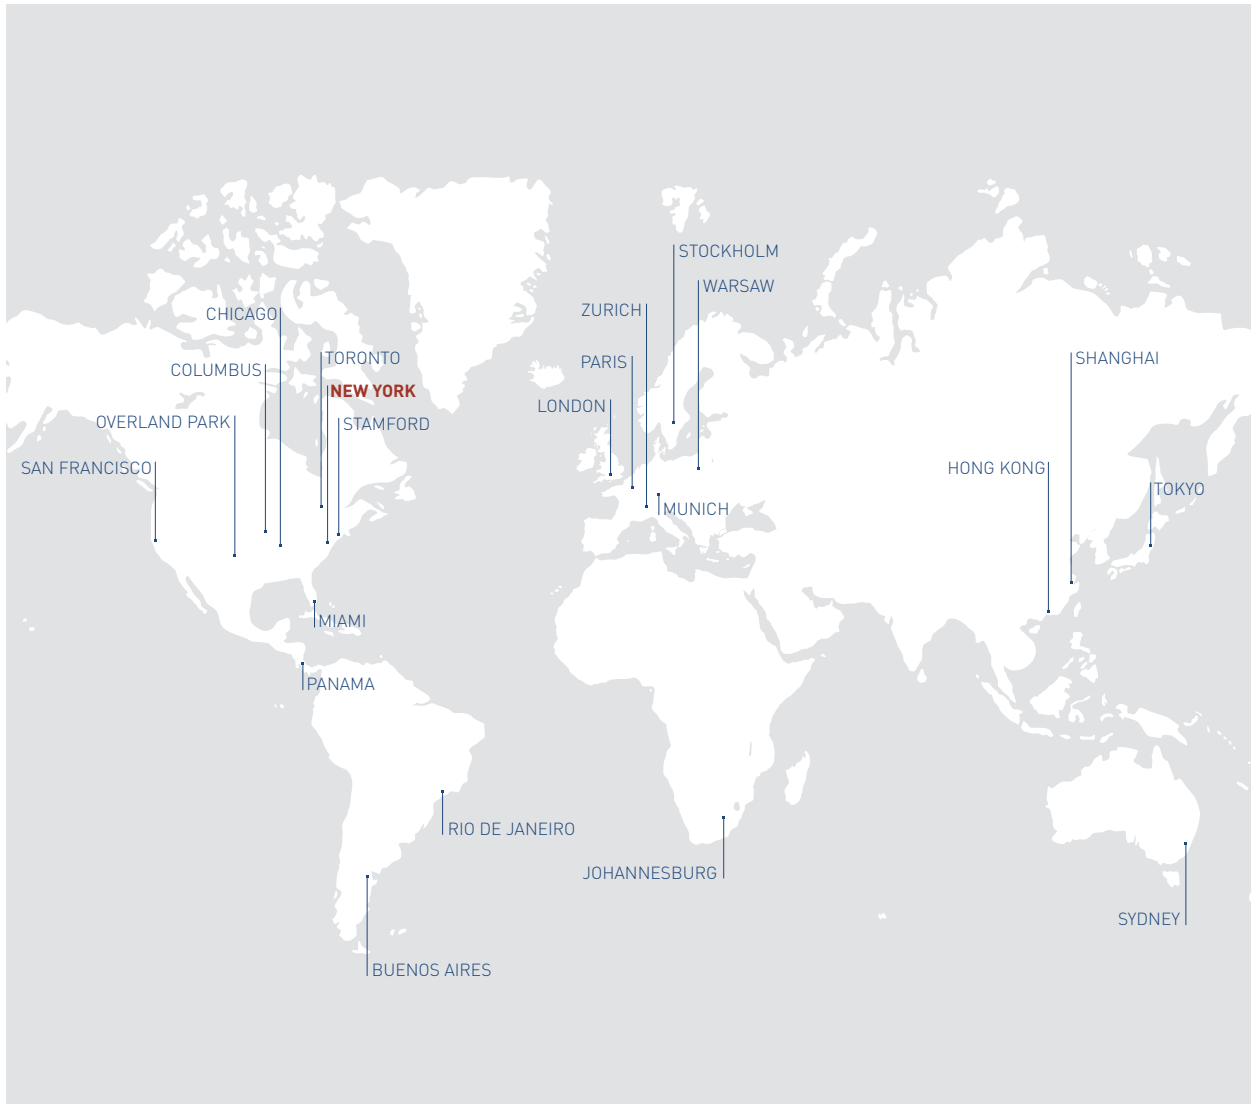 STOCKHOLM
WARSAW
ZURICH
CHICAGO
TORONTO
SHANGHAI
PARIS
COLUMBUS
NEW YORK
LONDON
OVERLAND PARK
STAMFORD
SAN FRANCISCO
HONG KONG
TOKYO
MUNICH
MIAMI
PANAMA
RIO DE JANEIRO
JOHANNESBURG
SYDNEY
BUENOS AIRES